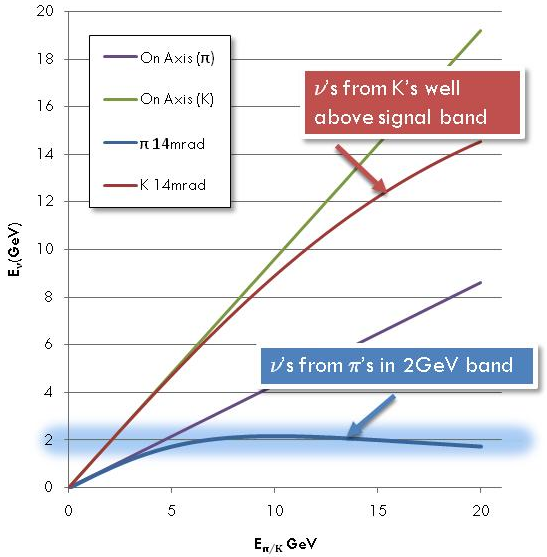 20
18
16
14
12
10
8
6
4
2
0
Eν(GeV)
On Axis (π)
On Axis (K)
π 14mrad
K 14mrad
ν's from K's well
above signal band
ν's from π's in 2GeV band
0 5 10 15 20
Eπ/K GeV